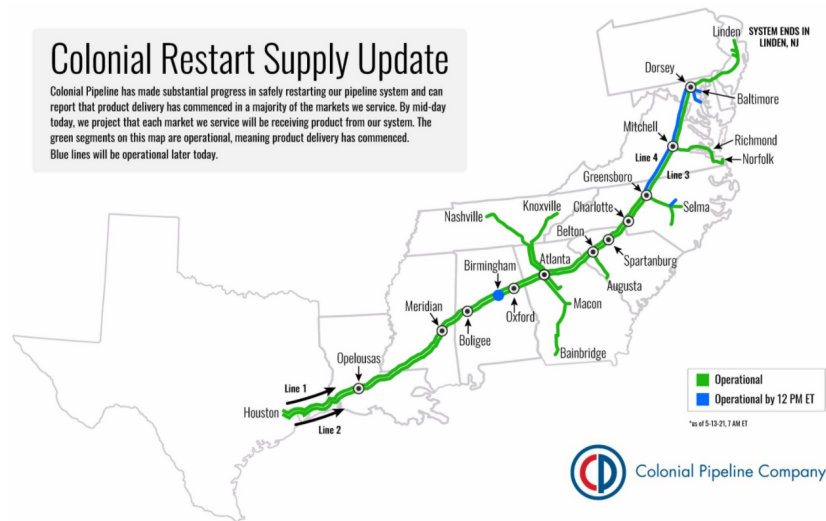 Colonial Restart Supply Update
Colonial Pipeline has made substantial progress in safely restarting our pipeline system and can
report that product delivery has commenced in a majority of the markets we service. By mid-day
today, we project that each market we service will be receiving product from our system. The
green segments on this map are operational, meaning product delivery has commenced.
Blue lines will be operational later today.
Linden
SYSTEM ENDS IN
LINDEN, NJ
Dorsey
Baltimore
Mitchell
Richmond
Line 4
Norfolk
Line 3
Greensboro
Knoxville
Charlotte
Selma
Nashville
Belton
Spartanburg
Atlanta
Birmingham
Augusta
Meridian
Oxford
Macon
Boligee
Bainbridge
Opelousas
Line 1
Houston
Line 2
Operational
Operational by 12 PM ET
*as of 5-13-21, 7 AM ET
CP
Colonial Pipeline Company